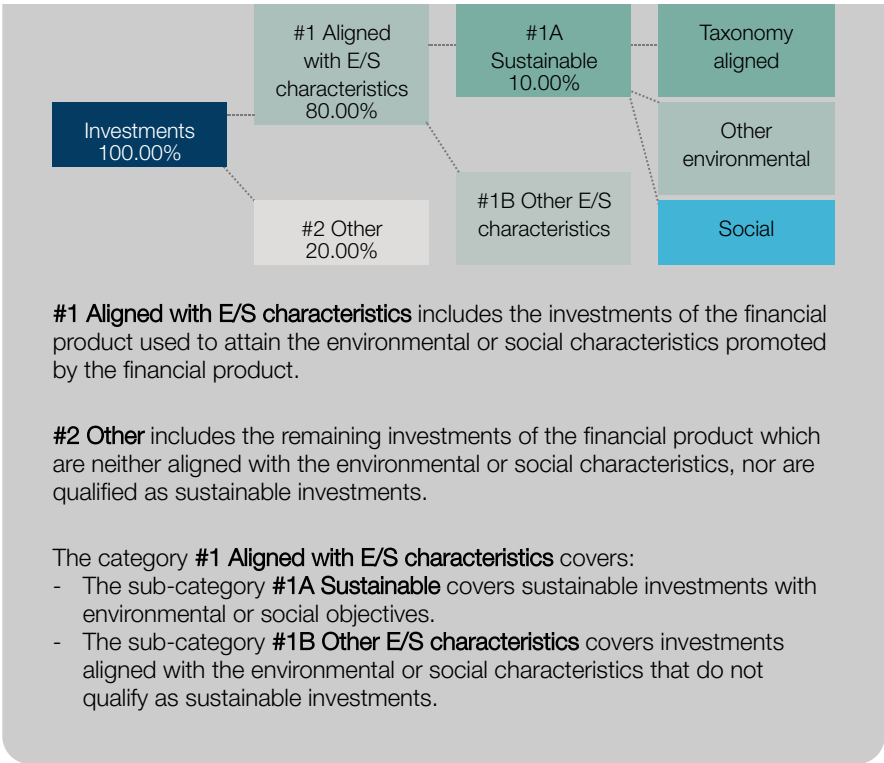 #1 Aligned
with E/S
characteristics
80.00%
#1A
Sustainable
10.00%
Taxonomy
aligned
Investments
100.00%
Other
environmental
#2 Other
20.00%
#1B Other E/S
characteristics
Social
#1 Aligned with E/S characteristics includes the investments of the financial
product used to attain the environmental or social characteristics promoted
by the financial product.
#2 Other includes the remaining investments of the financial product which
are neither aligned with the environmental or social characteristics, nor are
qualified as sustainable investments.
The category #1 Aligned with E/S characteristics covers:
- The sub-category #1A Sustainable covers sustainable investments with
environmental or social objectives.
- The sub-category #1B Other E/S characteristics covers investments
aligned with the environmental or social characteristics that do not
qualify as sustainable investments.